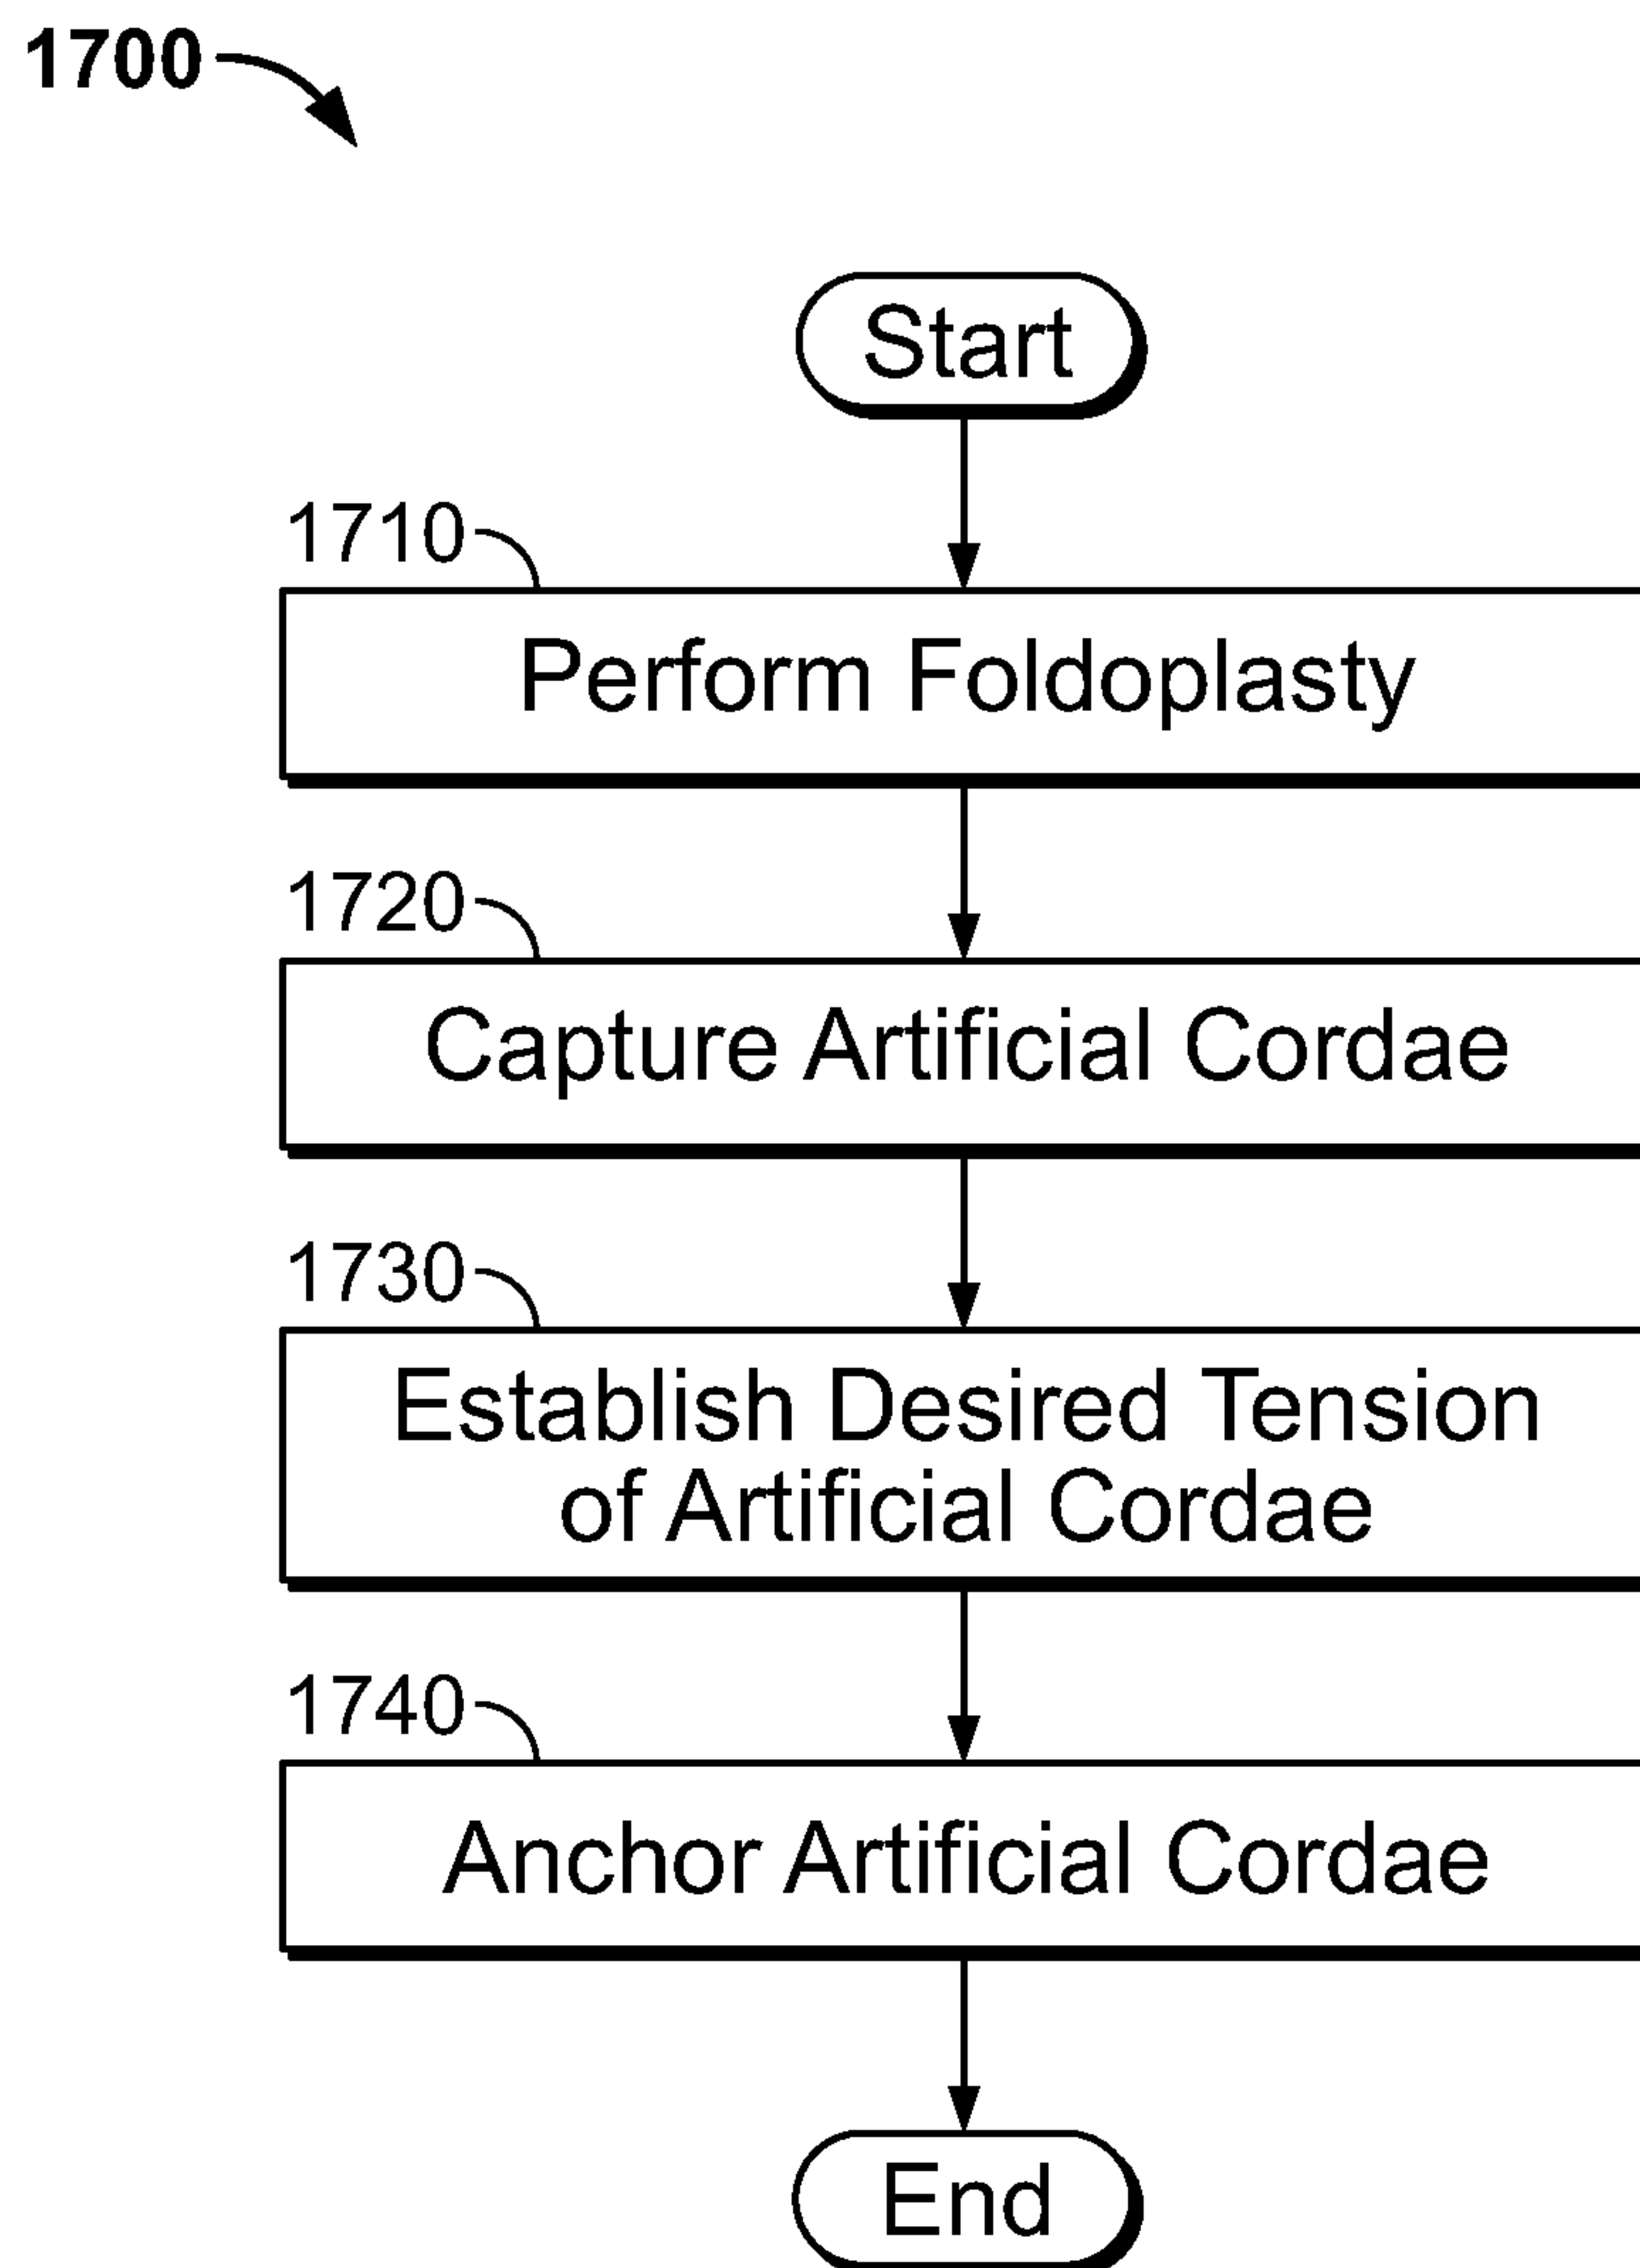 1700
Start
1710
Perform Foldoplasty
1720
Capture Artificial Cordae
1730
Establish Desired Tension
of Artificial Cordae
1740
Anchor Artificial Cordae
End